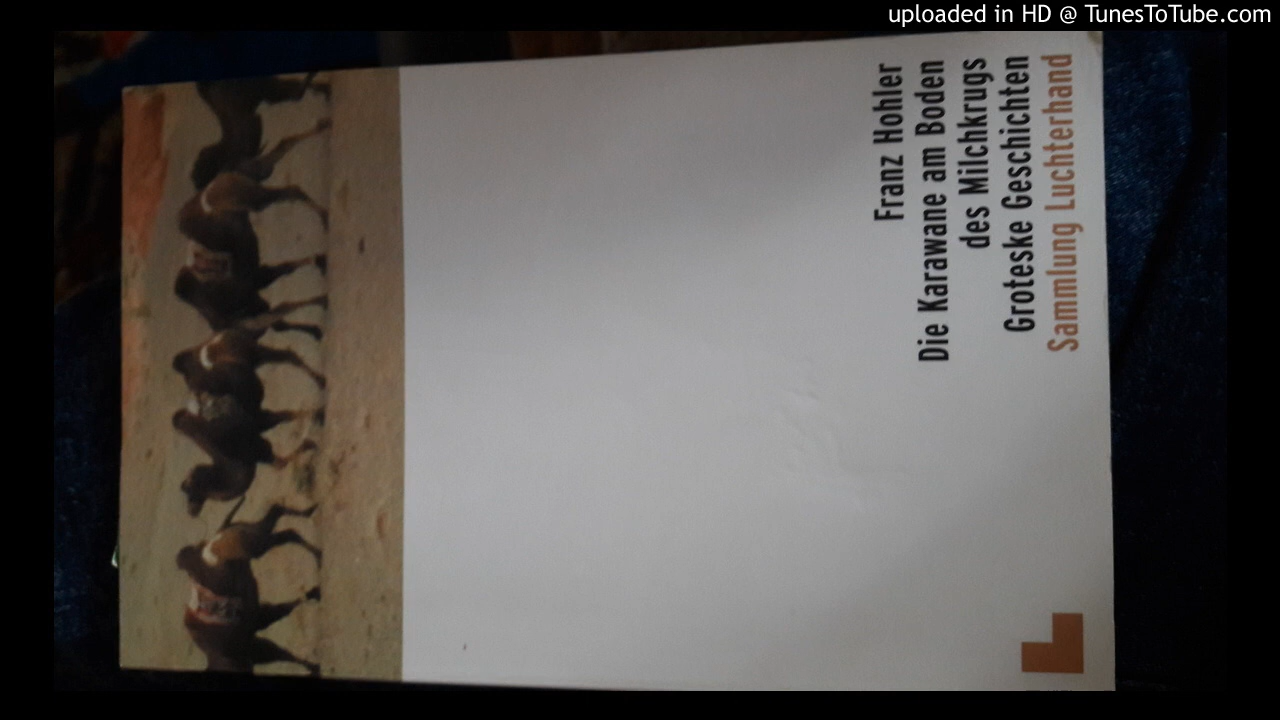 uploaded in HD @ TunesToTube.com
Franz Hohler
Die Karawane am Boden
des Milchkrugs
Groteske Geschichten
Sammlung Luchterhand